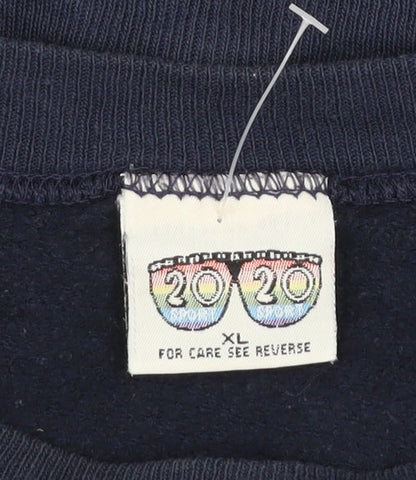 20 20
SPORT SPORT
XL
FOR CARE SEE REVERSE